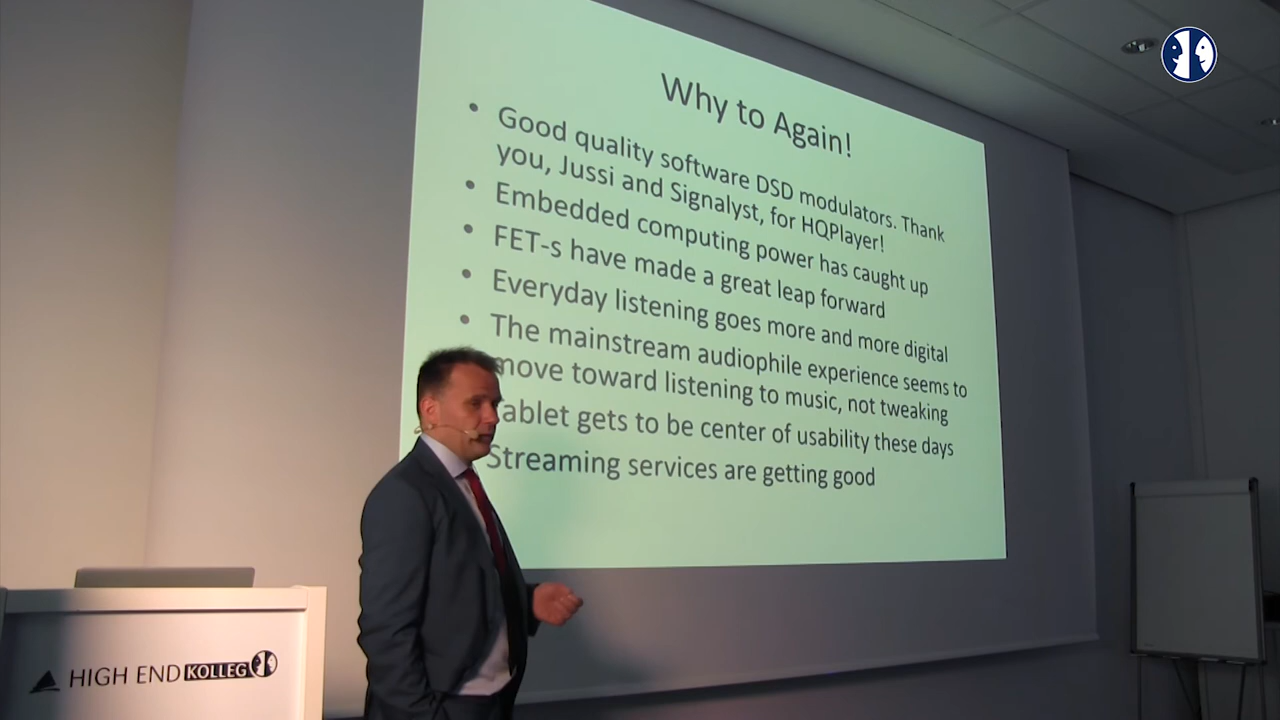 Why to Again!
• Good quality software DSD modulators. Thank
you, Jussi and Signalyst, for HQPlayer!
• Embedded computing power has caught up
• FET-s have made a great leap forward
• Everyday listening goes more and more digital
• The mainstream audiophile experience seems to
move toward listening to music, not tweaking
Tablet gets to be center of usability these days
Streaming services are getting good
HIGH END KOLLEG